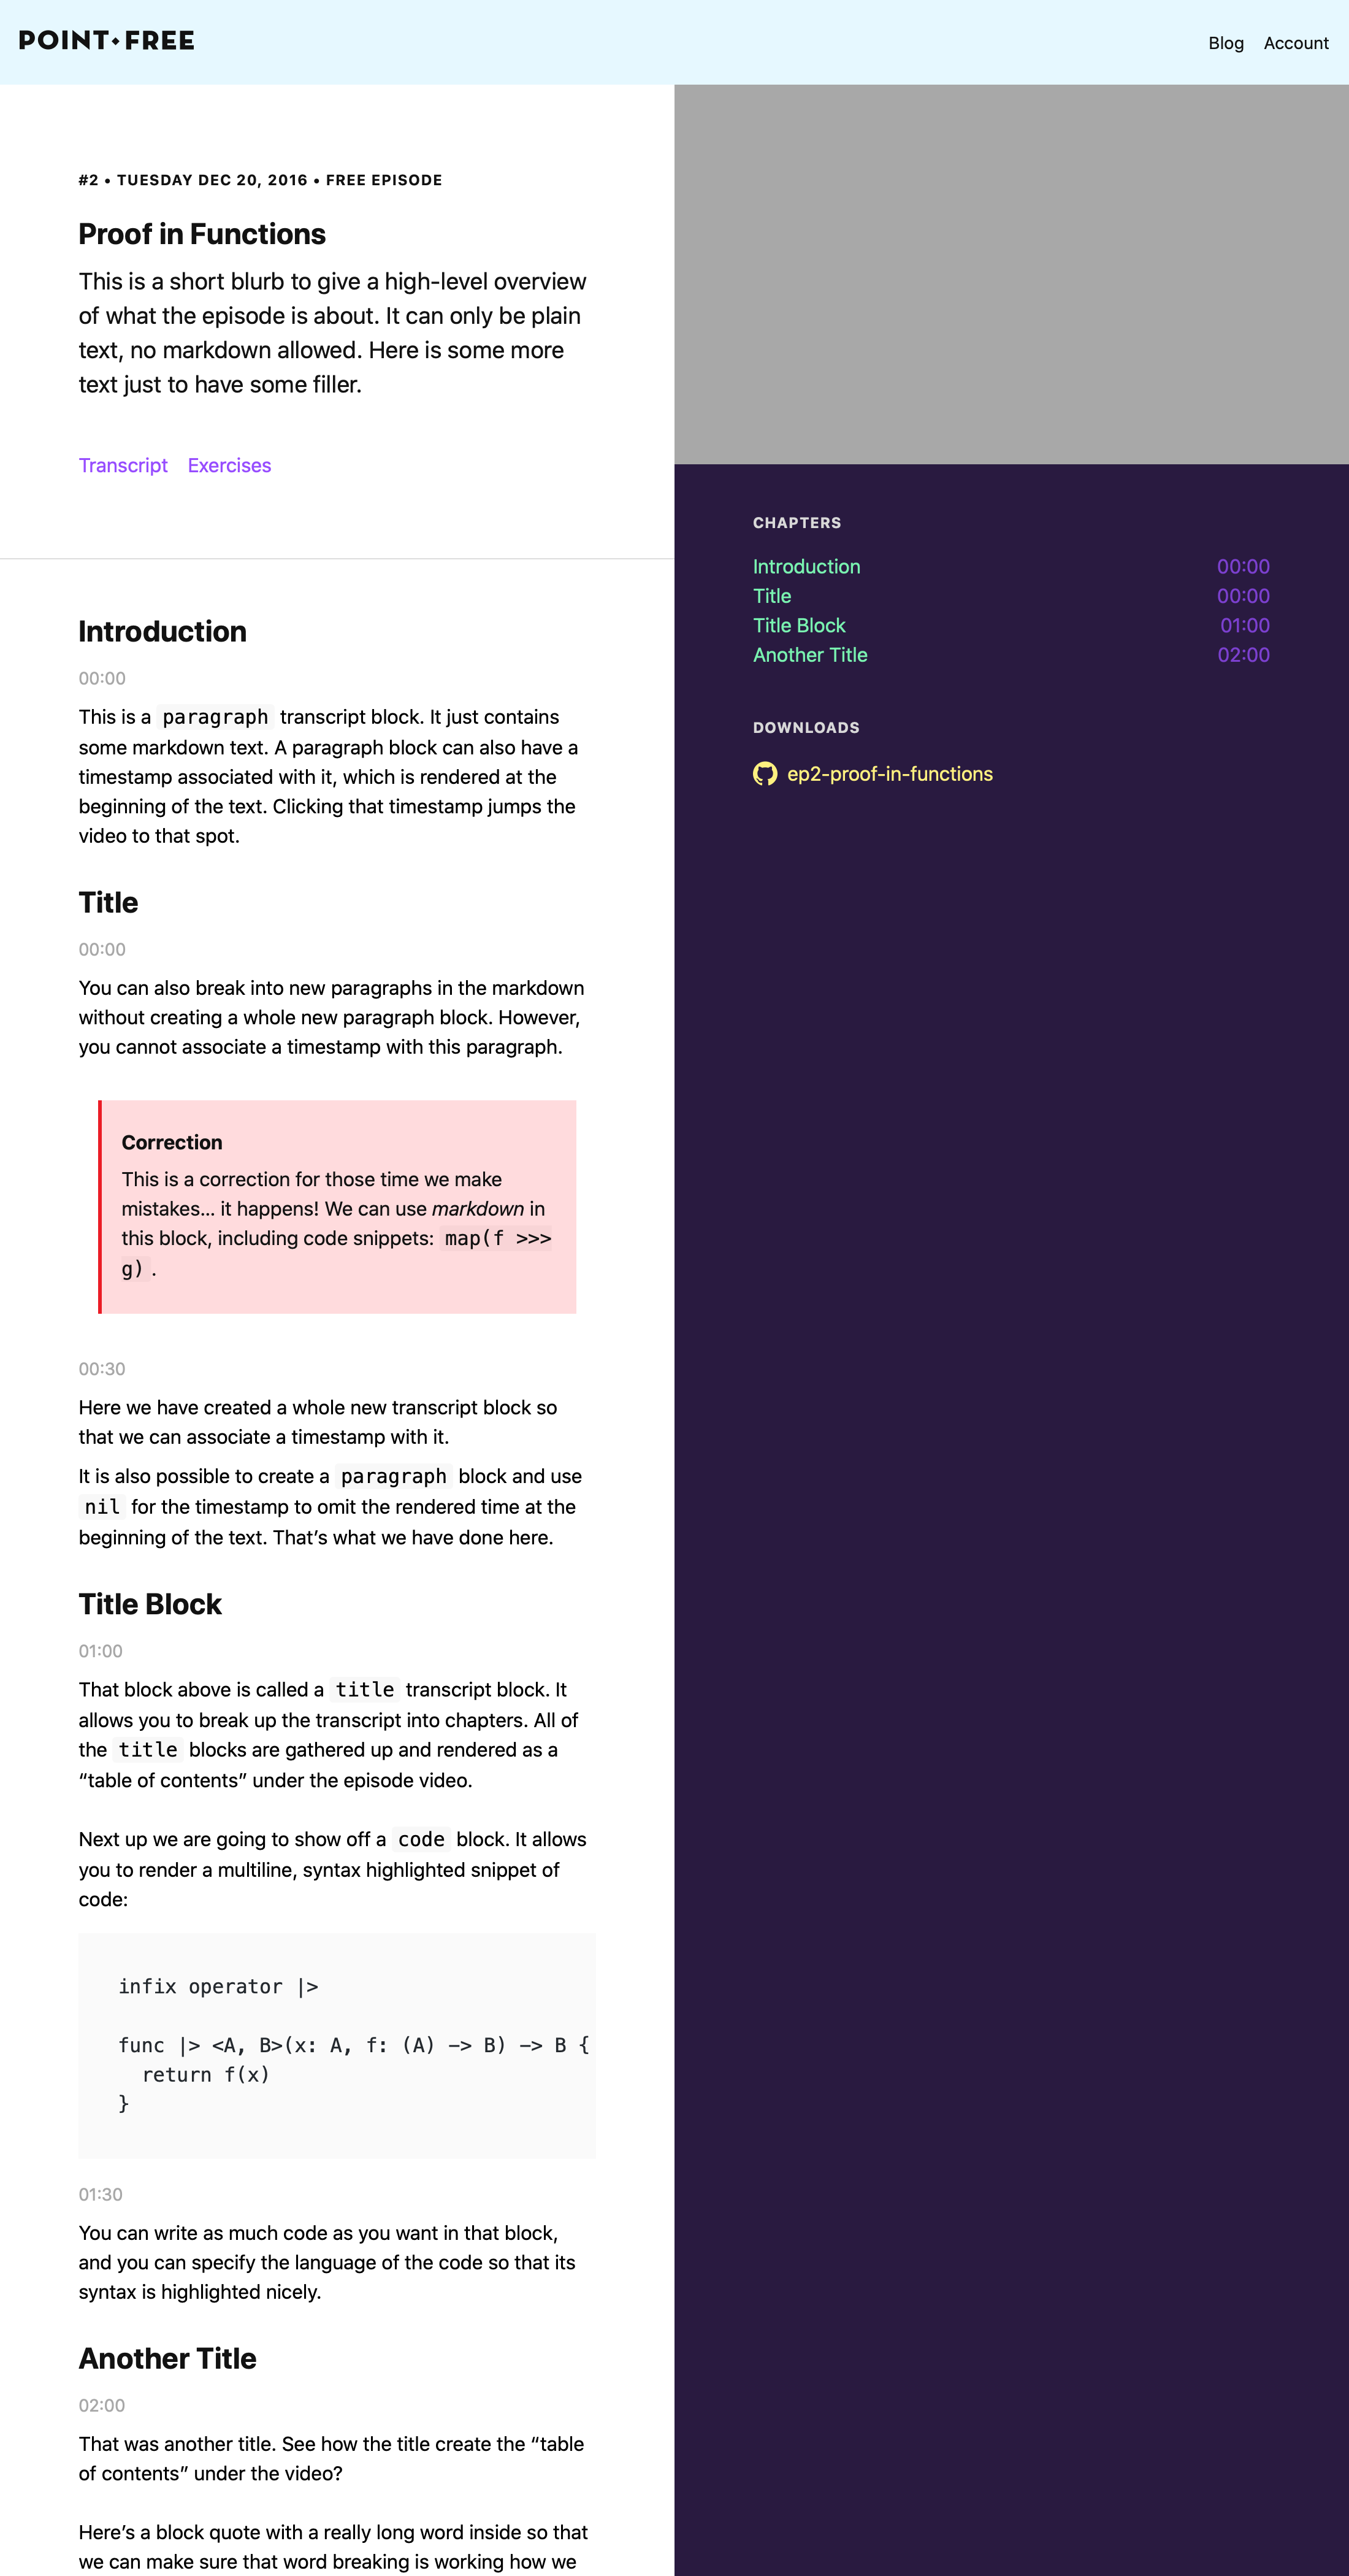 POINT•FREE
Blog Account
#2 • TUESDAY DEC 20, 2016 • FREE EPISODE
Proof in Functions
This is a short blurb to give a high-level overview
of what the episode is about. It can only be plain
text, no markdown allowed. Here is some more
text just to have some filler.
Transcript Exercises
Introduction
00:00
This is a paragraph transcript block. It just contains
some markdown text. A paragraph block can also have a
timestamp associated with it, which is rendered at the
beginning of the text. Clicking that timestamp jumps the
video to that spot.
Title
00:00
You can also break into new paragraphs in the markdown
without creating a whole new paragraph block. However,
you cannot associate a timestamp with this paragraph.
Correction
This is a correction for those time we make
mistakes… it happens! We can use markdown in
this block, including code snippets: map(f >>>
g).
00:30
Here we have created a whole new transcript block so
that we can associate a timestamp with it.
It is also possible to create a paragraph block and use
nil for the timestamp to omit the rendered time at the
beginning of the text. That’s what we have done here.
Title Block
01:00
That block above is called a title transcript block. It
allows you to break up the transcript into chapters. All of
the title blocks are gathered up and rendered as a
“table of contents” under the episode video.
Next up we are going to show off a code block. It allows
you to render a multiline, syntax highlighted snippet of
code:
infix operator |>
func |> <A, B>(x: A, f: (A) -> B) -> B {
  return f(x)
}
01:30
You can write as much code as you want in that block,
and you can specify the language of the code so that its
syntax is highlighted nicely.
Another Title
02:00
That was another title. See how the title create the “table
of contents” under the video?
Here’s a block quote with a really long word inside so that
we can make sure that word breaking is working how we
CHAPTERS
Introduction 00:00
Title 00:00
Title Block 01:00
Another Title 02:00
DOWNLOADS
ep2-proof-in-functions